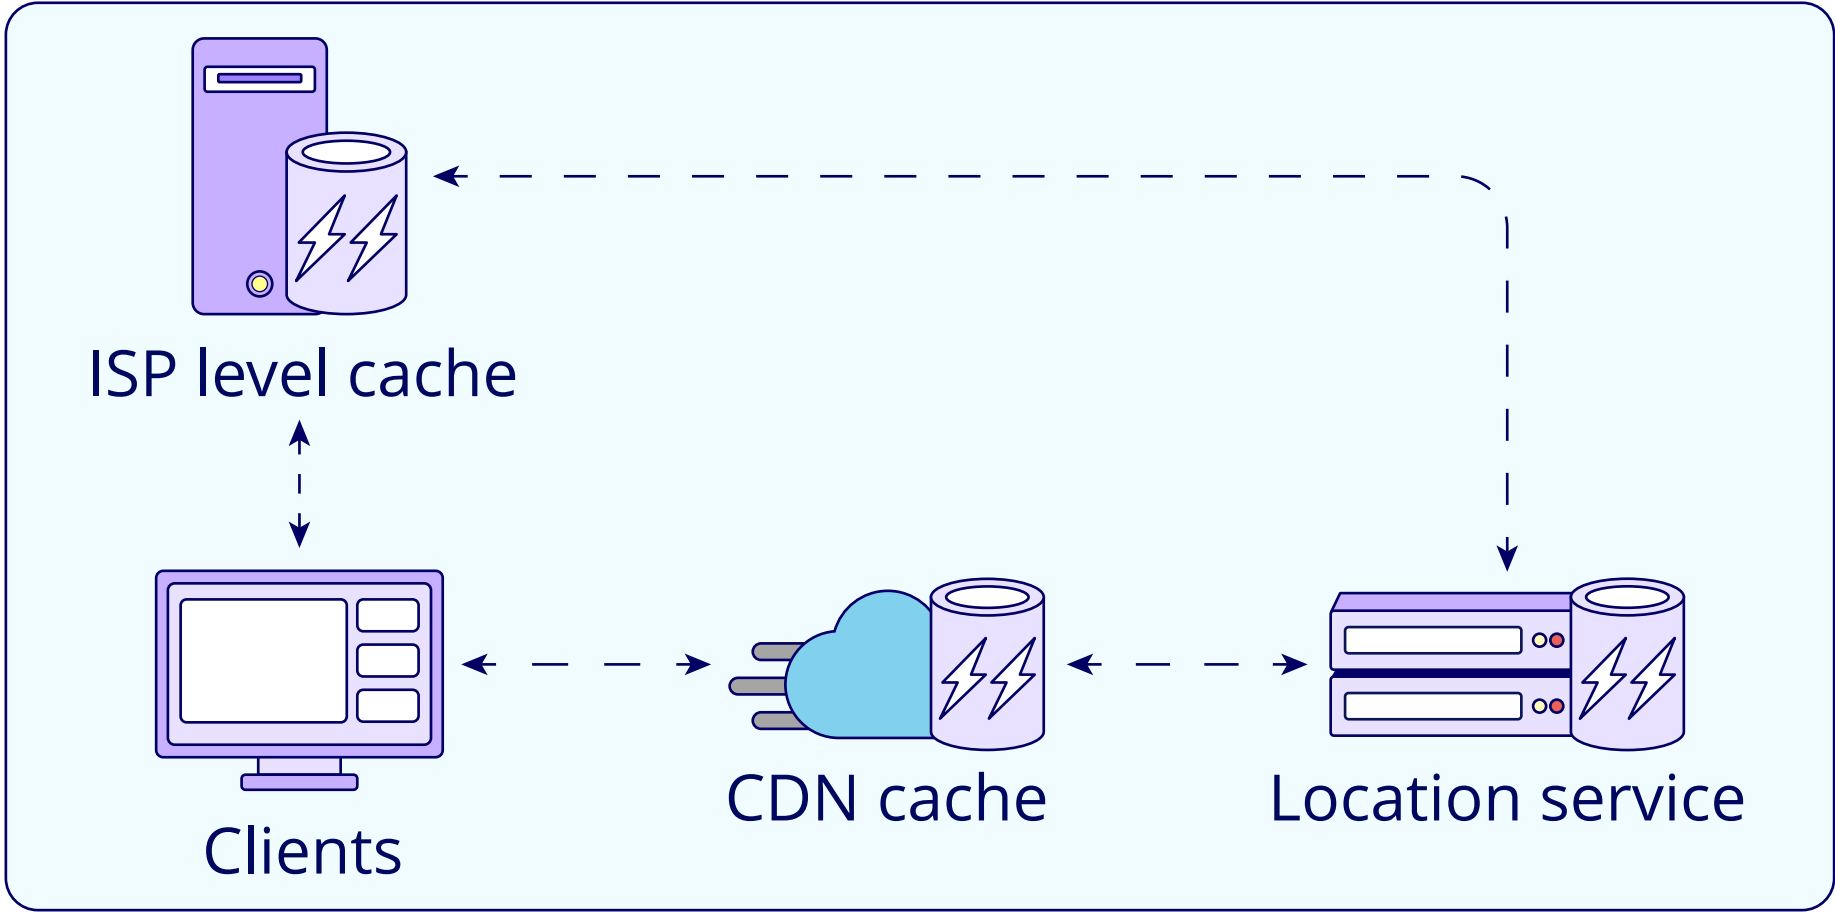 ISP level cache
CDN cache
Location service
Clients